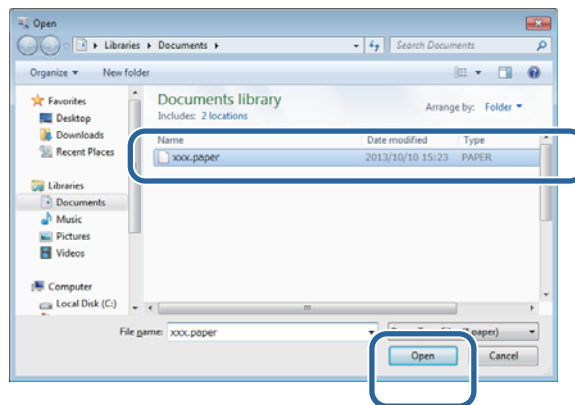 Open
Libraries Documents
Search Documents
Organize New folder
Favorites
Desktop
Downloads
Recent Places
Libraries
Documents
Music
Pictures
Videos
Computer
Local Disk (C:)
Documents library
Includes: 2 locations
Arrange by: Folder
Name Date modified Type
xxx.paper 2013/10/10 15:23 PAPER
File name: xxx.paper
paper)
Open Cancel